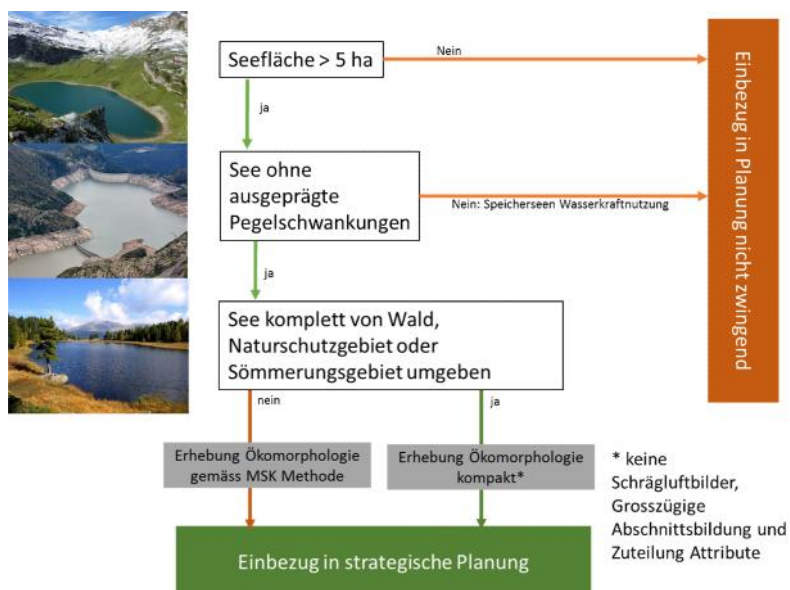 Seefläche > 5 ha
Nein
ja
See ohne
ausgeprägte
Pegelschwankungen
Nein: Speicherseen Wasserkraftnutzung
ja
See komplett von Wald,
Naturschutzgebiet oder
Sömmerungsgebiet umgeben
nein
ja
Erhebung Ökomorphologie
gemäss MSK Methode
Erhebung Ökomorphologie
kompakt*
* keine
Schrägluftbilder,
Grosszügige
Abschnittsbildung und
Zuteilung Attribute
Einbezug in strategische Planung
Einbezug in Planung nicht zwingend